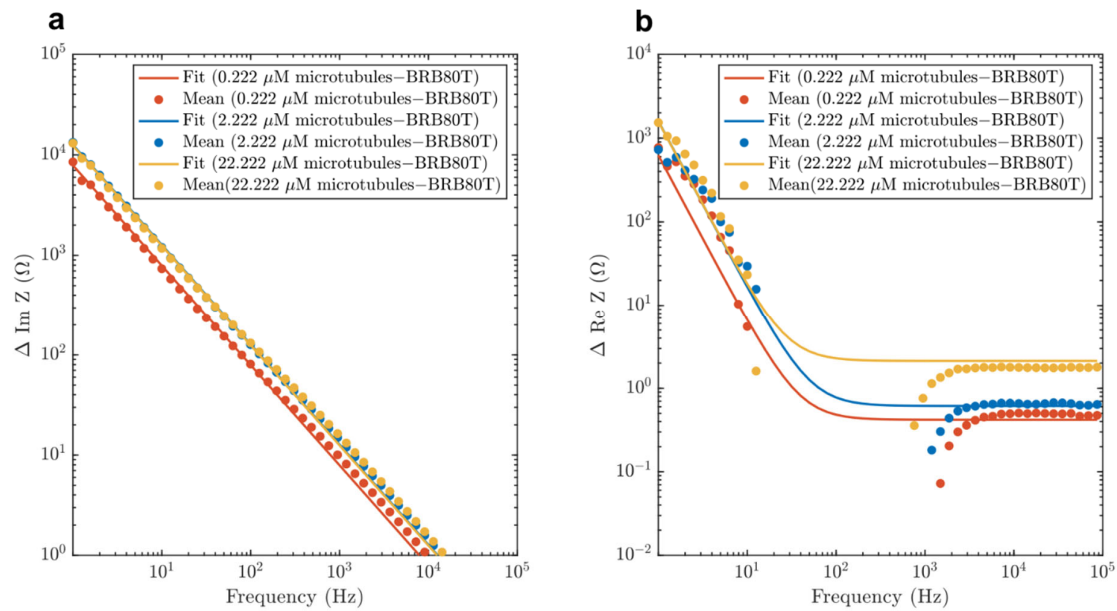 a
10^5
10^4
10^3
10^2
10^1
10^0
Δ Im Z (Ω)
Fit (0.222 μM microtubules−BRB80T)
Mean (0.222 μM microtubules−BRB80T)
Fit (2.222 μM microtubules−BRB80T)
Mean (2.222 μM microtubules−BRB80T)
Fit (22.222 μM microtubules−BRB80T)
Mean(22.222 μM microtubules−BRB80T)
10^1 10^2 10^3 10^4 10^5
Frequency (Hz)
b
10^4
10^3
10^2
10^1
10^0
10^−1
10^−2
Δ Re Z (Ω)
Fit (0.222 μM microtubules−BRB80T)
Mean (0.222 μM microtubules−BRB80T)
Fit (2.222 μM microtubules−BRB80T)
Mean (2.222 μM microtubules−BRB80T)
Fit (22.222 μM microtubules−BRB80T)
Mean(22.222 μM microtubules−BRB80T)
10^1 10^2 10^3 10^4 10^5
Frequency (Hz)